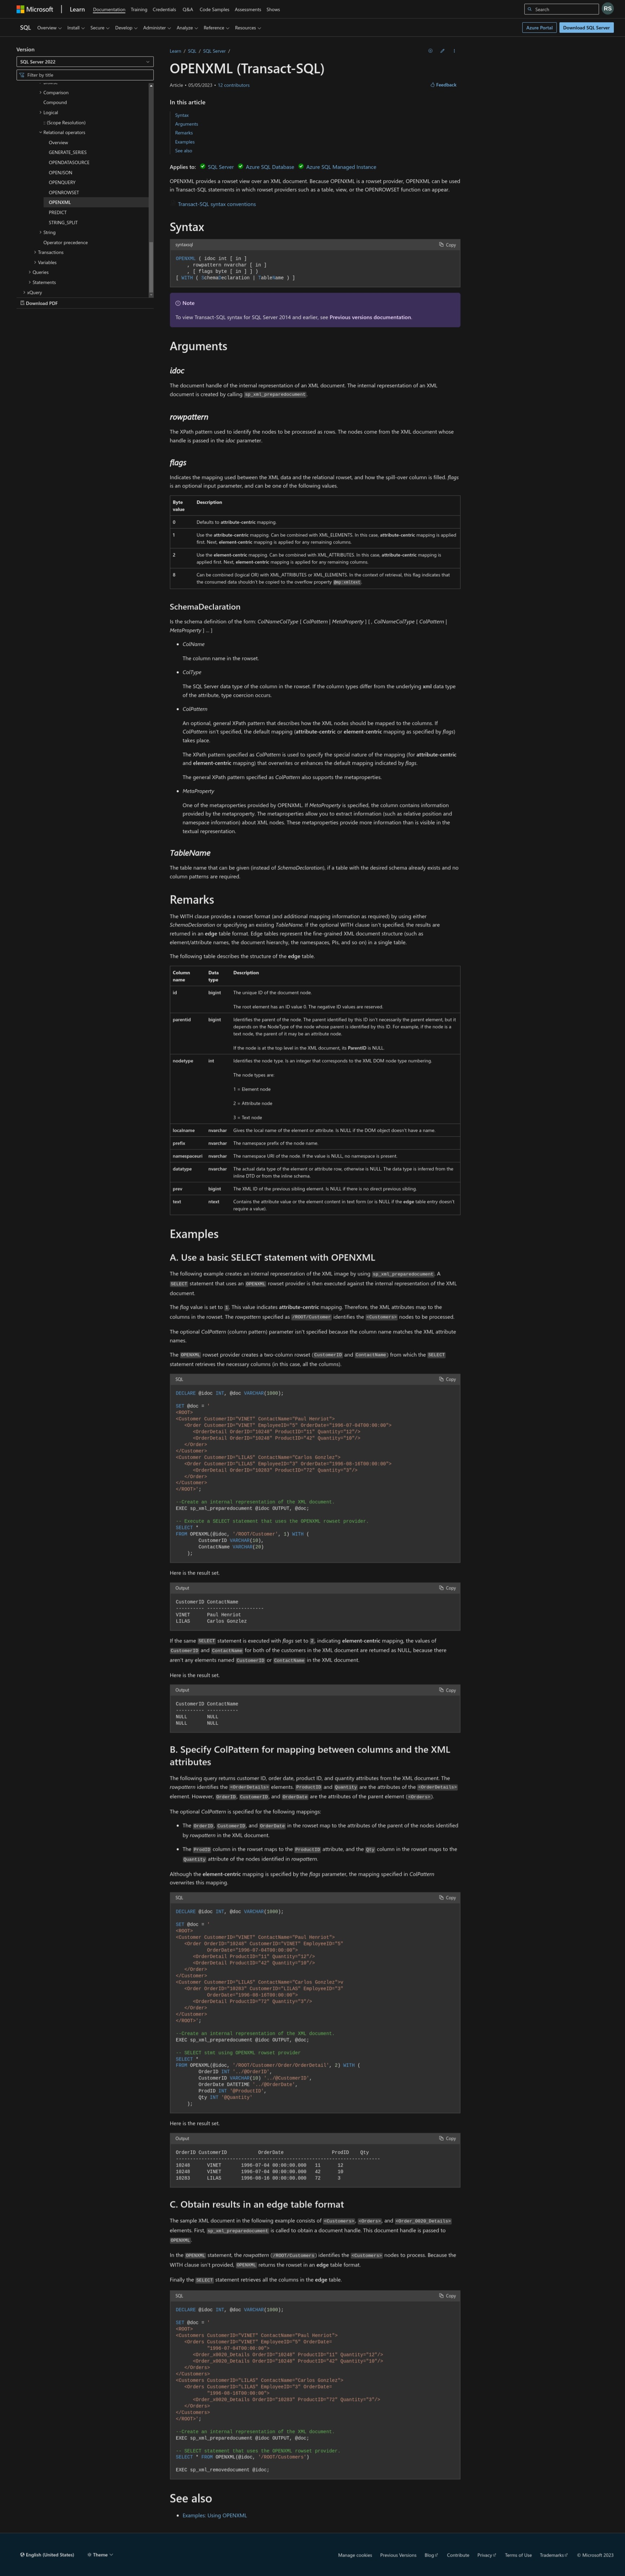 Microsoft Learn Documentation Training Credentials Q&A Code Samples Assessments Shows Search RS
SQL Overview Install Secure Develop Administer Analyze Reference Resources Azure Portal Download SQL Server
Version
SQL Server 2022
Filter by title
Comparison
Compound
Logical
:: (Scope Resolution)
Relational operators
Overview
GENERATE_SERIES
OPENDATASOURCE
OPENJSON
OPENQUERY
OPENROWSET
OPENXML
PREDICT
STRING_SPLIT
String
Operator precedence
Transactions
Variables
Queries
Statements
xQuery
Download PDF
Learn / SQL / SQL Server /
OPENXML (Transact-SQL)
Article • 05/05/2023 • 12 contributors
Feedback
In this article
Syntax
Arguments
Remarks
Examples
See also
Applies to: SQL Server Azure SQL Database Azure SQL Managed Instance
OPENXML provides a rowset view over an XML document. Because OPENXML is a rowset provider, OPENXML can be used
in Transact-SQL statements in which rowset providers such as a table, view, or the OPENROWSET function can appear.
Transact-SQL syntax conventions
Syntax
syntaxsql Copy
OPENXML ( idoc int [ in ]
, rowpattern nvarchar [ in ]
, [ flags byte [ in ] ] )
[ WITH ( SchemaDeclaration | TableName ) ]
Note
To view Transact-SQL syntax for SQL Server 2014 and earlier, see Previous versions documentation.
Arguments
idoc
The document handle of the internal representation of an XML document. The internal representation of an XML
document is created by calling sp_xml_preparedocument.
rowpattern
The XPath pattern used to identify the nodes to be processed as rows. The nodes come from the XML document whose
handle is passed in the idoc parameter.
flags
Indicates the mapping used between the XML data and the relational rowset, and how the spill-over column is filled. flags
is an optional input parameter, and can be one of the following values.
Byte value Description
0 Defaults to attribute-centric mapping.
1 Use the attribute-centric mapping. Can be combined with XML_ELEMENTS. In this case, attribute-centric mapping is applied
first. Next, element-centric mapping is applied for any remaining columns.
2 Use the element-centric mapping. Can be combined with XML_ATTRIBUTES. In this case, attribute-centric mapping is
applied first. Next, element-centric mapping is applied for any remaining columns.
8 Can be combined (logical OR) with XML_ATTRIBUTES or XML_ELEMENTS. In the context of retrieval, this flag indicates that
the consumed data shouldn't be copied to the overflow property @mp:xmltext.
SchemaDeclaration
Is the schema definition of the form: ColNameColType [ ColPattern | MetaProperty ] [ , ColNameColType [ ColPattern |
MetaProperty ] ... ]
• ColName
The column name in the rowset.
• ColType
The SQL Server data type of the column in the rowset. If the column types differ from the underlying xml data type
of the attribute, type coercion occurs.
• ColPattern
An optional, general XPath pattern that describes how the XML nodes should be mapped to the columns. If
ColPattern isn't specified, the default mapping (attribute-centric or element-centric mapping as specified by flags)
takes place.
The XPath pattern specified as ColPattern is used to specify the special nature of the mapping (for attribute-centric
and element-centric mapping) that overwrites or enhances the default mapping indicated by flags.
The general XPath pattern specified as ColPattern also supports the metaproperties.
• MetaProperty
One of the metaproperties provided by OPENXML. If MetaProperty is specified, the column contains information
provided by the metaproperty. The metaproperties allow you to extract information (such as relative position and
namespace information) about XML nodes. These metaproperties provide more information than is visible in the
textual representation.
TableName
The table name that can be given (instead of SchemaDeclaration), if a table with the desired schema already exists and no
column patterns are required.
Remarks
The WITH clause provides a rowset format (and additional mapping information as required) by using either
SchemaDeclaration or specifying an existing TableName. If the optional WITH clause isn't specified, the results are
returned in an edge table format. Edge tables represent the fine-grained XML document structure (such as
element/attribute names, the document hierarchy, the namespaces, PIs, and so on) in a single table.
The following table describes the structure of the edge table.
Column name Data type Description
id bigint The unique ID of the document node.
The root element has an ID value 0. The negative ID values are reserved.
parentid bigint Identifies the parent of the node. The parent identified by this ID isn't necessarily the parent element, but it
depends on the NodeType of the node whose parent is identified by this ID. For example, if the node is a
text node, the parent of it may be an attribute node.
If the node is at the top level in the XML document, its ParentID is NULL.
nodetype int Identifies the node type. Is an integer that corresponds to the XML DOM node type numbering.
The node types are:
1 = Element node
2 = Attribute node
3 = Text node
localname nvarchar Gives the local name of the element or attribute. Is NULL if the DOM object doesn't have a name.
prefix nvarchar The namespace prefix of the node name.
namespaceuri nvarchar The namespace URI of the node. If the value is NULL, no namespace is present.
datatype nvarchar The actual data type of the element or attribute row, otherwise is NULL. The data type is inferred from the
inline DTD or from the inline schema.
prev bigint The XML ID of the previous sibling element. Is NULL if there is no direct previous sibling.
text ntext Contains the attribute value or the element content in text form (or is NULL if the edge table entry doesn't
require a value).
Examples
A. Use a basic SELECT statement with OPENXML
The following example creates an internal representation of the XML image by using sp_xml_preparedocument. A
SELECT statement that uses an OPENXML rowset provider is then executed against the internal representation of the XML
document.
The flag value is set to 1. This value indicates attribute-centric mapping. Therefore, the XML attributes map to the
columns in the rowset. The rowpattern specified as /ROOT/Customer identifies the <Customers> nodes to be processed.
The optional ColPattern (column pattern) parameter isn't specified because the column name matches the XML attribute
names.
The OPENXML rowset provider creates a two-column rowset (CustomerID and ContactName) from which the SELECT
statement retrieves the necessary columns (in this case, all the columns).
SQL Copy
DECLARE @idoc INT, @doc VARCHAR(1000);
SET @doc = '
<ROOT>
<Customer CustomerID="VINET" ContactName="Paul Henriot">
<Order CustomerID="VINET" EmployeeID="5" OrderDate="1996-07-04T00:00:00">
<OrderDetail OrderID="10248" ProductID="11" Quantity="12"/>
<OrderDetail OrderID="10248" ProductID="42" Quantity="10"/>
</Order>
</Customer>
<Customer CustomerID="LILAS" ContactName="Carlos Gonzlez">
<Order CustomerID="LILAS" EmployeeID="3" OrderDate="1996-08-16T00:00:00">
<OrderDetail OrderID="10283" ProductID="72" Quantity="3"/>
</Order>
</Customer>
</ROOT>';
--Create an internal representation of the XML document.
EXEC sp_xml_preparedocument @idoc OUTPUT, @doc;
-- Execute a SELECT statement that uses the OPENXML rowset provider.
SELECT *
FROM OPENXML(@idoc, '/ROOT/Customer', 1) WITH (
CustomerID VARCHAR(10),
ContactName VARCHAR(20)
);
Here is the result set.
Output Copy
CustomerID ContactName
---------- --------------------
VINET Paul Henriot
LILAS Carlos Gonzlez
If the same SELECT statement is executed with flags set to 2, indicating element-centric mapping, the values of
CustomerID and ContactName for both of the customers in the XML document are returned as NULL, because there
aren't any elements named CustomerID or ContactName in the XML document.
Here is the result set.
Output Copy
CustomerID ContactName
---------- -----------
NULL NULL
NULL NULL
B. Specify ColPattern for mapping between columns and the XML
attributes
The following query returns customer ID, order date, product ID, and quantity attributes from the XML document. The
rowpattern identifies the <OrderDetails> elements. ProductID and Quantity are the attributes of the <OrderDetails>
element. However, OrderID, CustomerID, and OrderDate are the attributes of the parent element (<Orders>).
The optional ColPattern is specified for the following mappings:
• The OrderID, CustomerID, and OrderDate in the rowset map to the attributes of the parent of the nodes identified
by rowpattern in the XML document.
• The ProdID column in the rowset maps to the ProductID attribute, and the Qty column in the rowset maps to the
Quantity attribute of the nodes identified in rowpattern.
Although the element-centric mapping is specified by the flags parameter, the mapping specified in ColPattern
overwrites this mapping.
SQL Copy
DECLARE @idoc INT, @doc VARCHAR(1000);
SET @doc = '
<ROOT>
<Customer CustomerID="VINET" ContactName="Paul Henriot">
<Order OrderID="10248" CustomerID="VINET" EmployeeID="5"
OrderDate="1996-07-04T00:00:00">
<OrderDetail ProductID="11" Quantity="12"/>
<OrderDetail ProductID="42" Quantity="10"/>
</Order>
</Customer>
<Customer CustomerID="LILAS" ContactName="Carlos Gonzlez">v
<Order OrderID="10283" CustomerID="LILAS" EmployeeID="3"
OrderDate="1996-08-16T00:00:00">
<OrderDetail ProductID="72" Quantity="3"/>
</Order>
</Customer>
</ROOT>';
--Create an internal representation of the XML document.
EXEC sp_xml_preparedocument @idoc OUTPUT, @doc;
-- SELECT stmt using OPENXML rowset provider
SELECT *
FROM OPENXML(@idoc, '/ROOT/Customer/Order/OrderDetail', 2) WITH (
OrderID INT '../@OrderID',
CustomerID VARCHAR(10) '../@CustomerID',
OrderDate DATETIME '../@OrderDate',
ProdID INT '@ProductID',
Qty INT '@Quantity'
);
Here is the result set.
Output Copy
OrderID CustomerID OrderDate ProdID Qty
------------------------------------------------------------------------
10248 VINET 1996-07-04 00:00:00.000 11 12
10248 VINET 1996-07-04 00:00:00.000 42 10
10283 LILAS 1996-08-16 00:00:00.000 72 3
C. Obtain results in an edge table format
The sample XML document in the following example consists of <Customers>, <Orders>, and <Order_0020_Details>
elements. First, sp_xml_preparedocument is called to obtain a document handle. This document handle is passed to
OPENXML.
In the OPENXML statement, the rowpattern (/ROOT/Customers) identifies the <Customers> nodes to process. Because the
WITH clause isn't provided, OPENXML returns the rowset in an edge table format.
Finally the SELECT statement retrieves all the columns in the edge table.
SQL Copy
DECLARE @idoc INT, @doc VARCHAR(1000);
SET @doc = '
<ROOT>
<Customers CustomerID="VINET" ContactName="Paul Henriot">
<Orders CustomerID="VINET" EmployeeID="5" OrderDate=
"1996-07-04T00:00:00">
<Order_x0020_Details OrderID="10248" ProductID="11" Quantity="12"/>
<Order_x0020_Details OrderID="10248" ProductID="42" Quantity="10"/>
</Orders>
</Customers>
<Customers CustomerID="LILAS" ContactName="Carlos Gonzlez">
<Orders CustomerID="LILAS" EmployeeID="3" OrderDate=
"1996-08-16T00:00:00">
<Order_x0020_Details OrderID="10283" ProductID="72" Quantity="3"/>
</Orders>
</Customers>
</ROOT>';
--Create an internal representation of the XML document.
EXEC sp_xml_preparedocument @idoc OUTPUT, @doc;
-- SELECT statement that uses the OPENXML rowset provider.
SELECT * FROM OPENXML(@idoc, '/ROOT/Customers')
EXEC sp_xml_removedocument @idoc;
See also
• Examples: Using OPENXML
English (United States) Theme
Manage cookies Previous Versions Blog Contribute Privacy Terms of Use Trademarks © Microsoft 2023